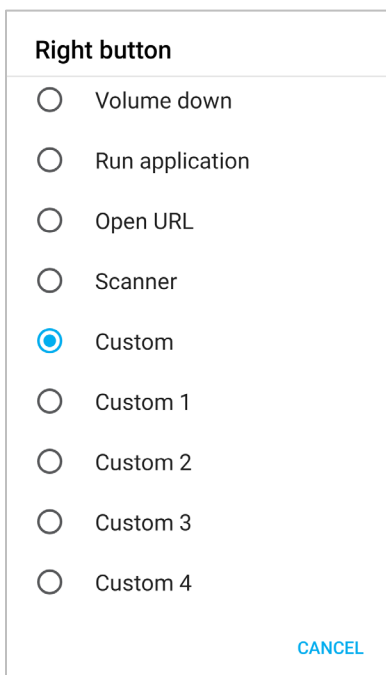 Right button
Volume down
Run application
Open URL
Scanner
Custom
Custom 1
Custom 2
Custom 3
Custom 4
CANCEL